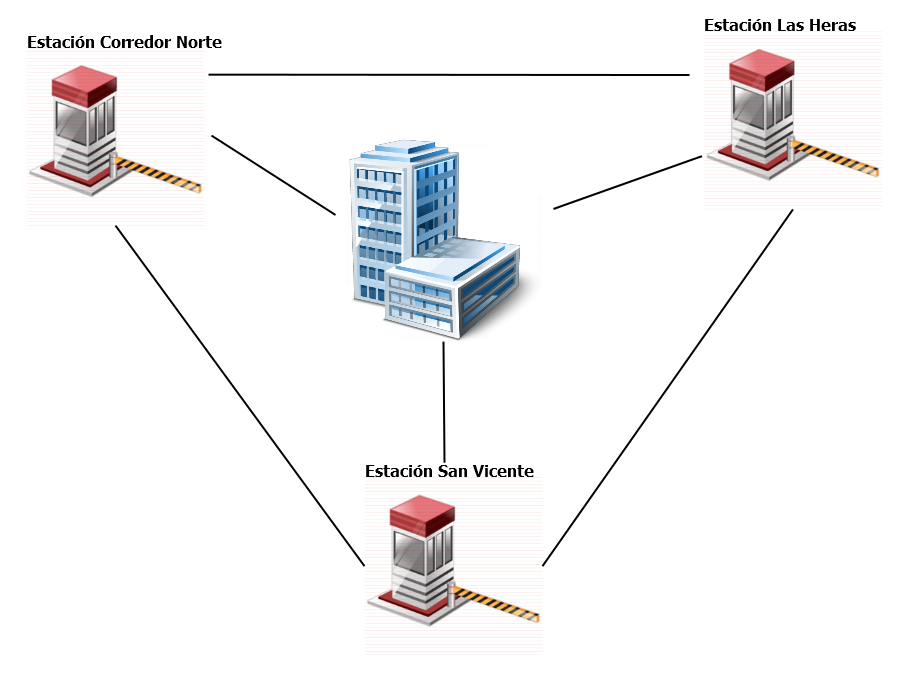 Estación Corredor Norte
Estación Las Heras
Estación San Vicente